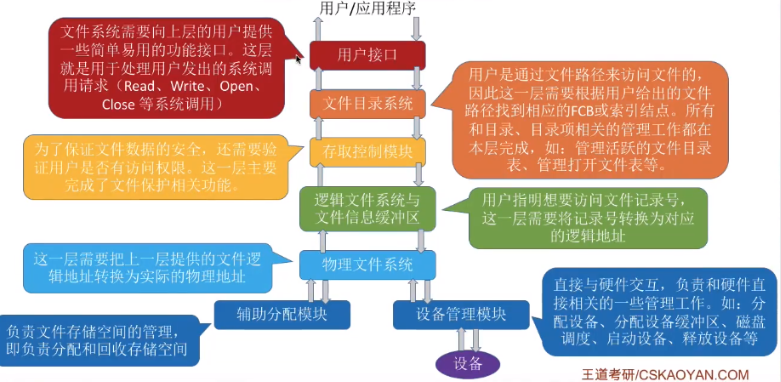 用户/应用程序
文件系统需要向上层的用户提供
一些简单易用的功能接口。这层
就是用于处理用户发出的系统调
用请求（Read、Write、Open、
Close 等系统调用）
用户接口
用户是通过文件路径来访问文件的，
因此这一层需要根据用户给出的文件
路径找到相应的FCB或索引结点。所有
和目录、目录项相关的管理工作都在
本层完成，如：管理活跃的文件目录
表、管理打开文件表等。
文件目录系统
为了保证文件数据的安全，还需要验
证用户是否有访问权限。这一层主要
完成了文件保护相关功能。
存取控制模块
逻辑文件系统与
文件信息缓冲区
用户指明想要访问文件记录号，
这一层需要将记录号转换为对应
的逻辑地址
这一层需要把上一层提供的文件逻
辑地址转换为实际的物理地址
物理文件系统
辅助分配模块
设备管理模块
直接与硬件交互，负责和硬件直
接相关的一些管理工作。如：分
配设备、分配设备缓冲区、磁盘
调度、启动设备、释放设备等
负责文件存储空间的管理，
即负责分配和回收存储空间
设备
王道考研/CSKAOYAN.COM